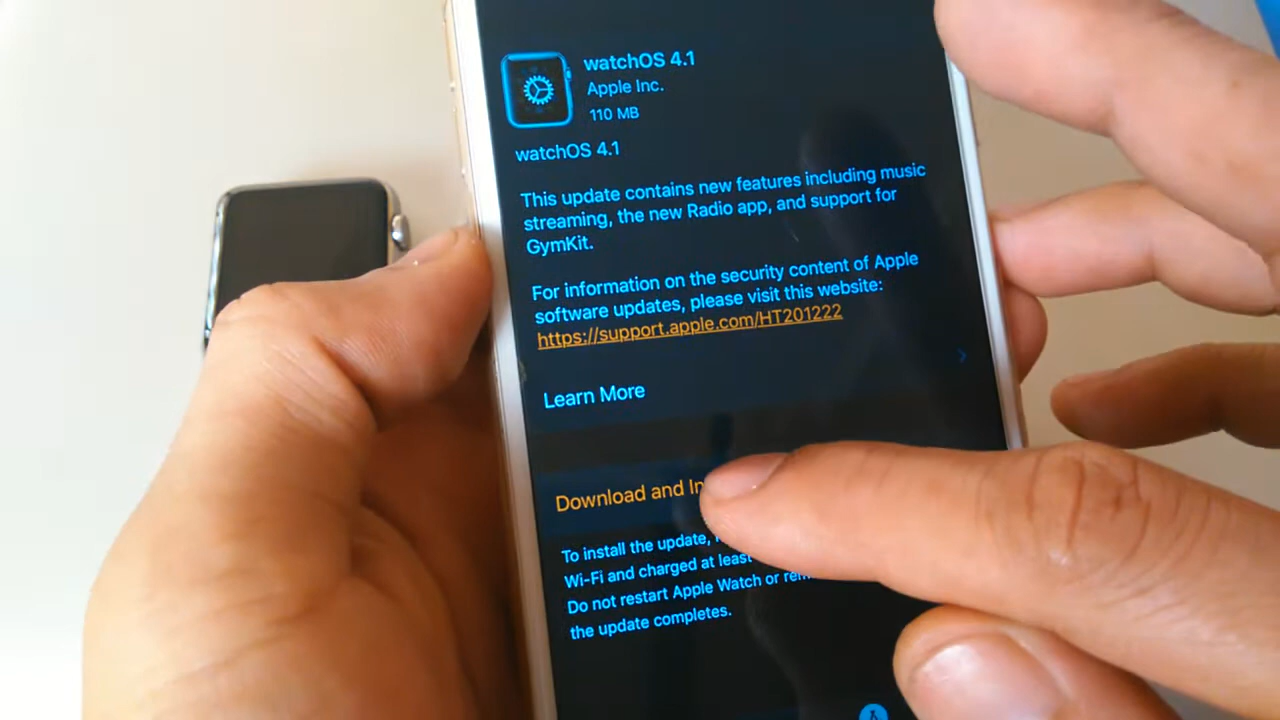 watchOS 4.1
Apple Inc.
110 MB
watchOS 4.1
This update contains new features including music
streaming, the new Radio app, and support for
GymKit.
For information on the security content of Apple
software updates, please visit this website:
https://support.apple.com/HT201222
Learn More
Download and
To install the update,
Wi-Fi and charged at least
Do not restart Apple Watch or
the update completes.